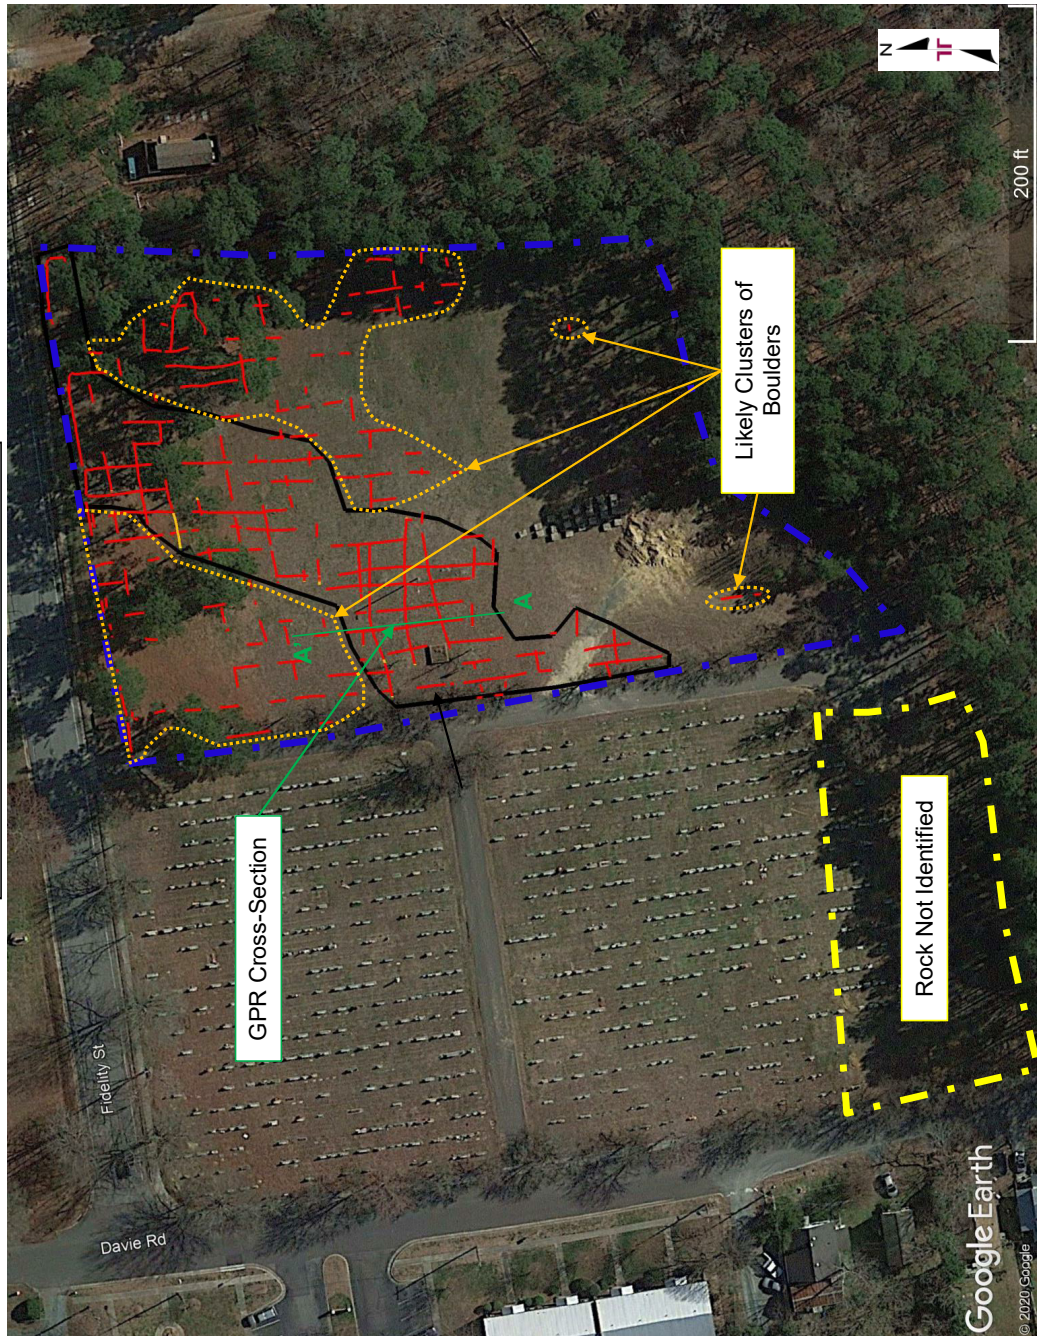 Fidelity St
Davie Rd
GPR Cross-Section
A'
A
Likely Clusters of
Boulders
Rock Not Identified
N
200 ft
Google Earth
© 2020 Google